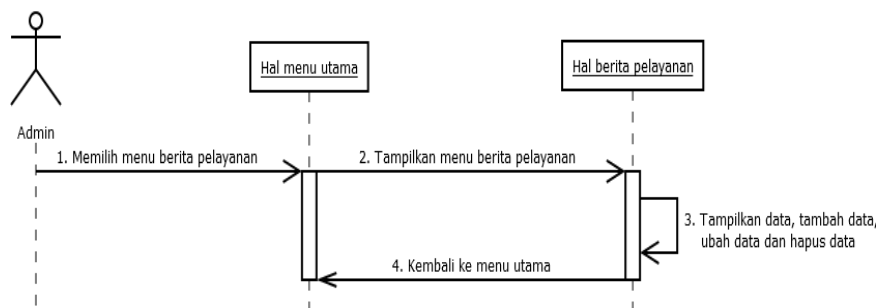 Hal menu utama
Hal berita pelayanan
Admin
1. Memilih menu berita pelayanan
2. Tampilkan menu berita pelayanan
3. Tampilkan data, tambah data,
ubah data dan hapus data
4. Kembali ke menu utama